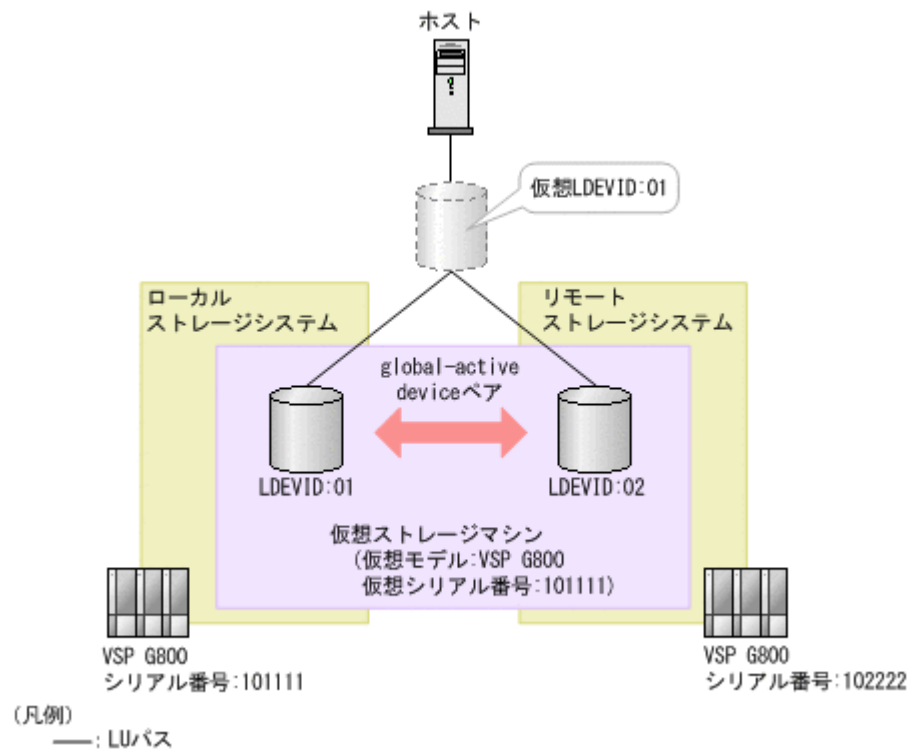 ホスト
仮想LDEVID:01
ローカル
ストレージシステム
リモート
ストレージシステム
global-active
deviceペア
LDEVID:01
LDEVID:02
仮想ストレージマシン
(仮想モデル:VSP G800
仮想シリアル番号:101111)
VSP G800
シリアル番号:101111
VSP G800
シリアル番号:102222
(凡例)
──: LUパス